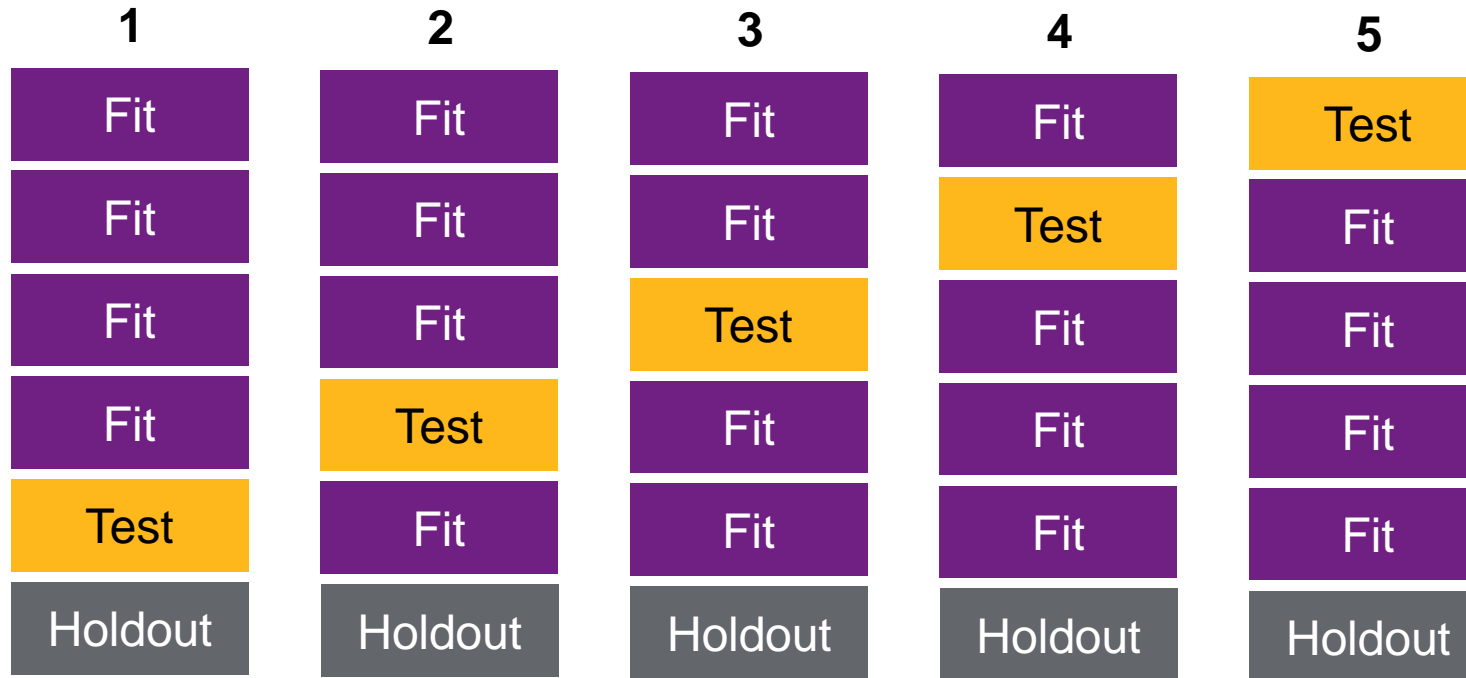 1 2 3 4 5
Fit Fit Fit Fit Test
Fit Fit Fit Test Fit
Fit Fit Test Fit Fit
Fit Test Fit Fit Fit
Test Fit Fit Fit Fit
Holdout Holdout Holdout Holdout Holdout